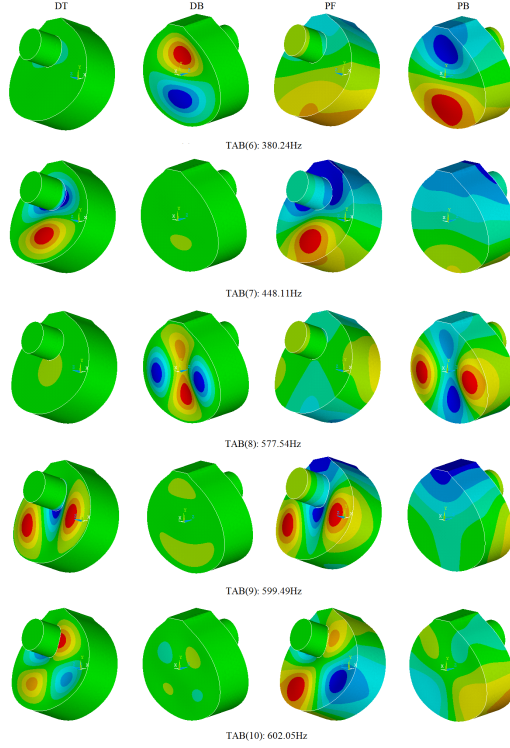 DT DB PF PB
TAB(6): 380.24Hz
TAB(7): 448.11Hz
TAB(8): 577.54Hz
TAB(9): 599.49Hz
TAB(10): 602.05Hz